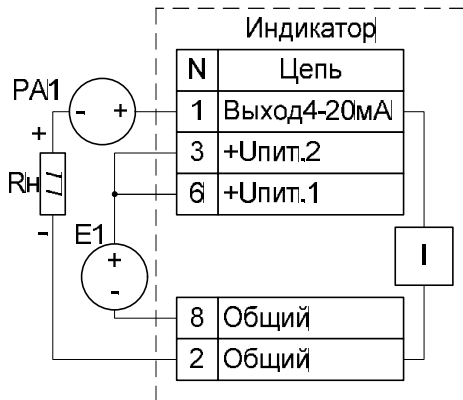 Индикатор
N Цепь
PA1
- +
1 Выход4-20мА
+
3 +Uпит.2
Rн
6 +Uпит.1
-
E1
+
I
-
8 Общий
2 Общий